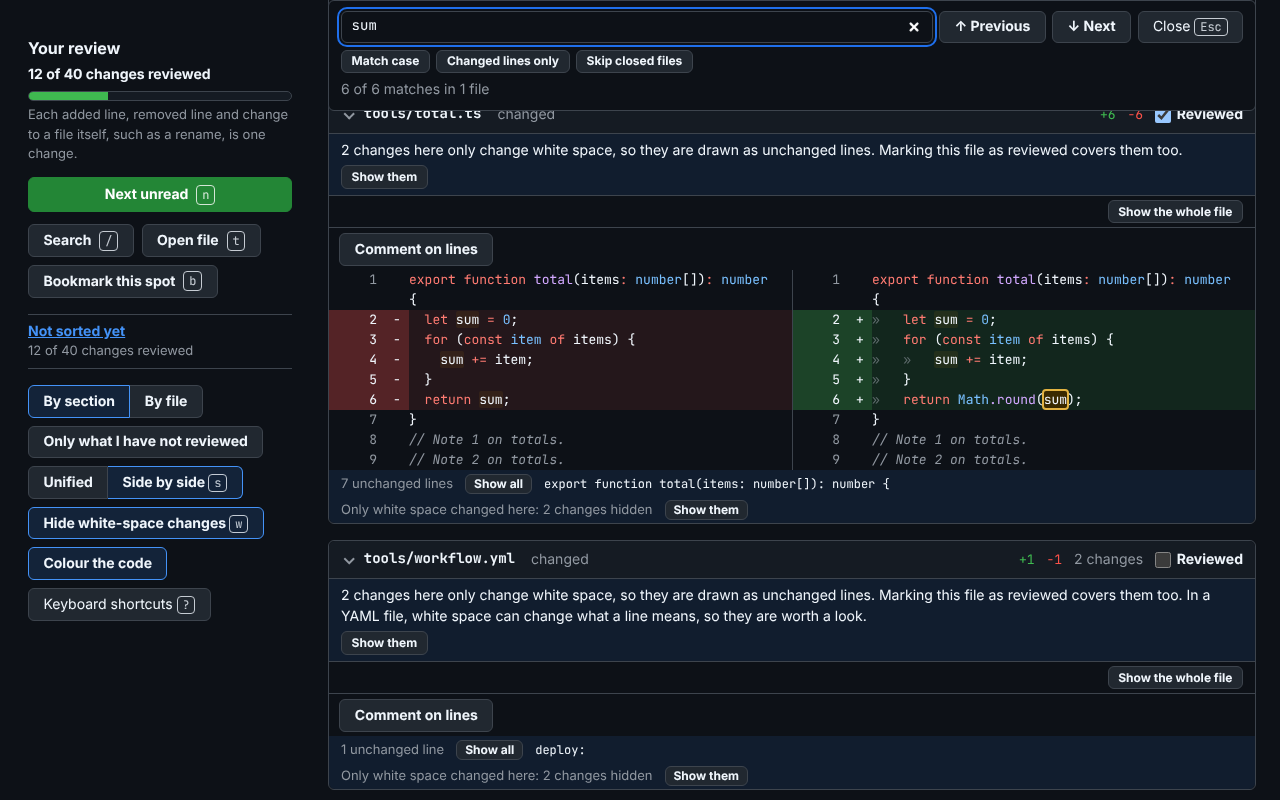 Your review
12 of 40 changes reviewed
Each added line, removed line and change
to a file itself, such as a rename, is one
change.
Next unread n
Search /
Open file t
Bookmark this spot b
Not sorted yet
12 of 40 changes reviewed
By section
By file
Only what I have not reviewed
Unified
Side by side s
Hide white-space changes w
Colour the code
Keyboard shortcuts ?
sum
↑ Previous
↓ Next
Close Esc
Match case
Changed lines only
Skip closed files
6 of 6 matches in 1 file
tools/total.ts changed +6 -6 Reviewed
2 changes here only change white space, so they are drawn as unchanged lines. Marking this file as reviewed covers them too.
Show them
Show the whole file
Comment on lines
1 export function total(items: number[]): number
{
2 - let sum = 0;
3 - for (const item of items) {
4 - sum += item;
5 - }
6 - return sum;
7 }
8 // Note 1 on totals.
9 // Note 2 on totals.
1 export function total(items: number[]): number
{
2 + » let sum = 0;
3 + » for (const item of items) {
4 + » » sum += item;
5 + » }
6 + » return Math.round(sum);
7 }
8 // Note 1 on totals.
9 // Note 2 on totals.
7 unchanged lines Show all export function total(items: number[]): number {
Only white space changed here: 2 changes hidden Show them
tools/workflow.yml changed +1 -1 2 changes Reviewed
2 changes here only change white space, so they are drawn as unchanged lines. Marking this file as reviewed covers them too. In a
YAML file, white space can change what a line means, so they are worth a look.
Show them
Show the whole file
Comment on lines
1 unchanged line Show all deploy:
Only white space changed here: 2 changes hidden Show them